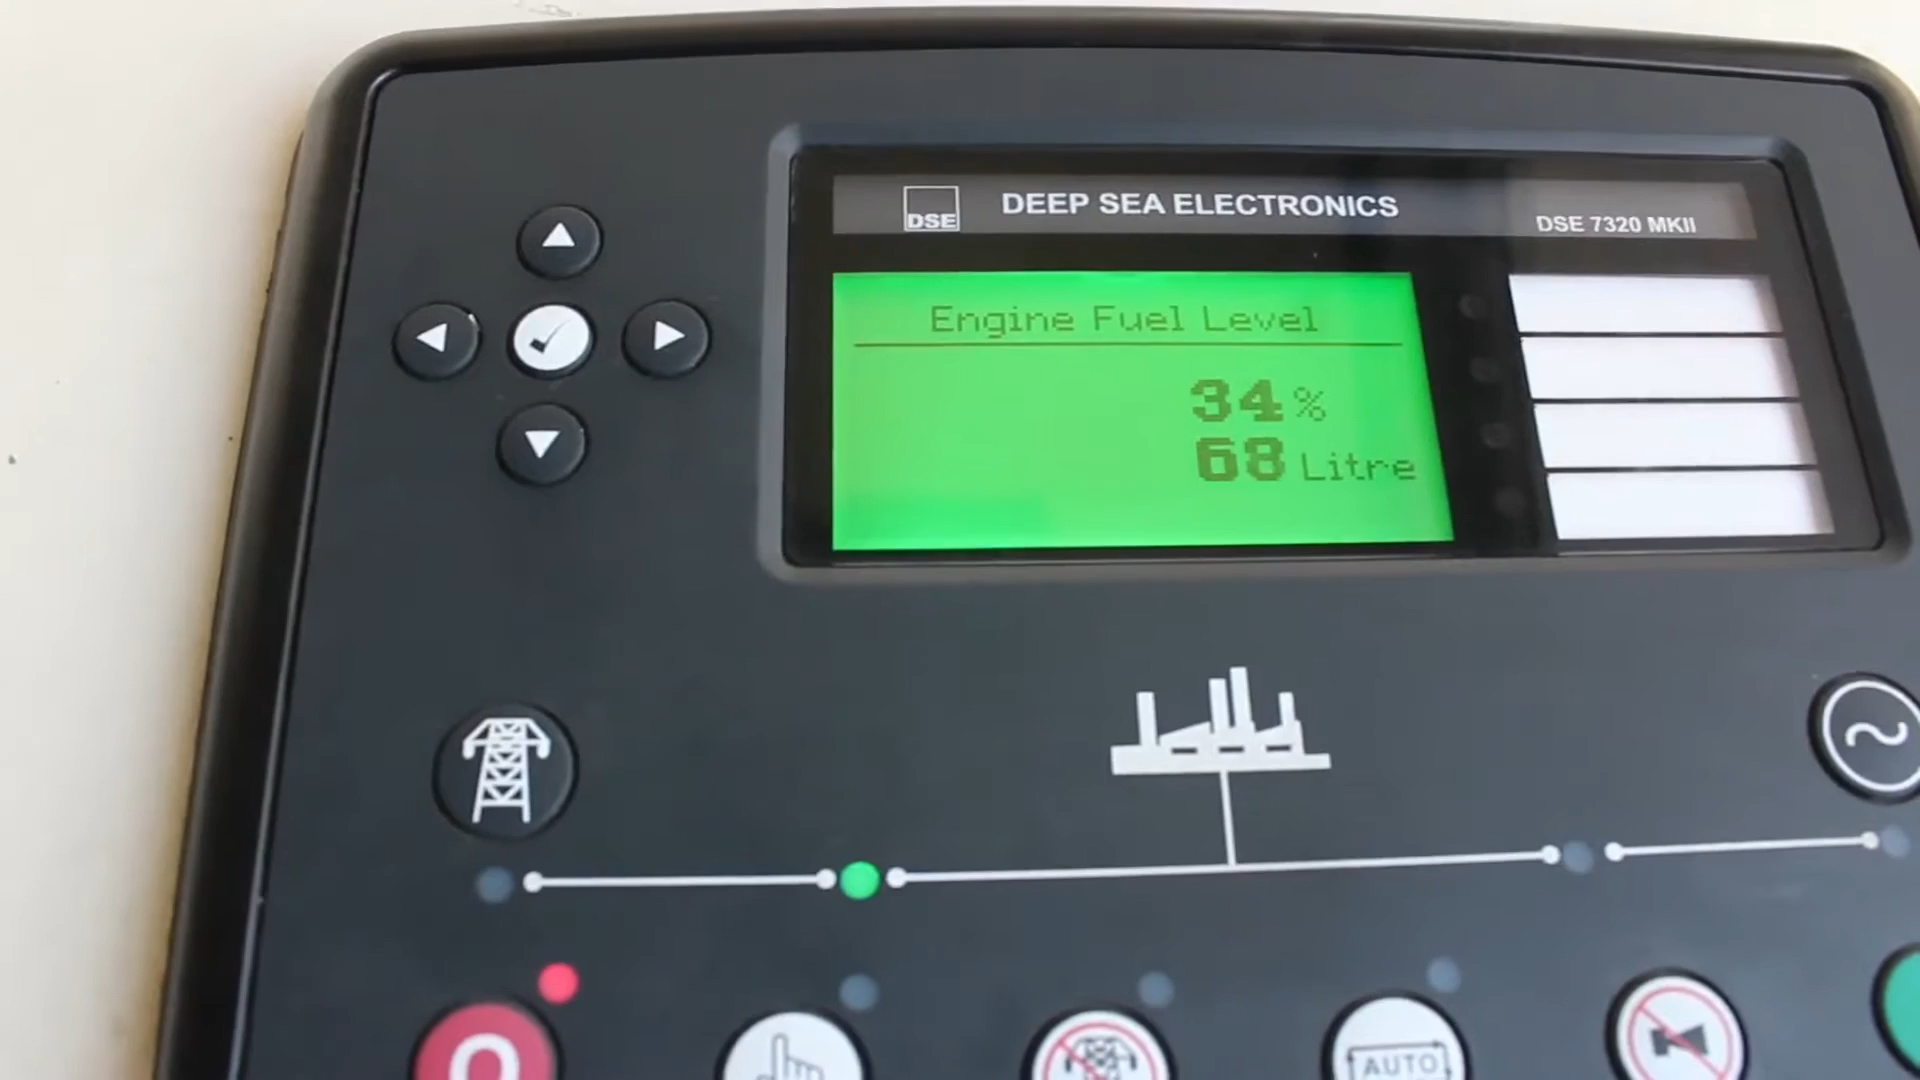 DSE DEEP SEA ELECTRONICS
DSE 7320 MKII
Engine Fuel Level
34 %
68 Litre
AUTO